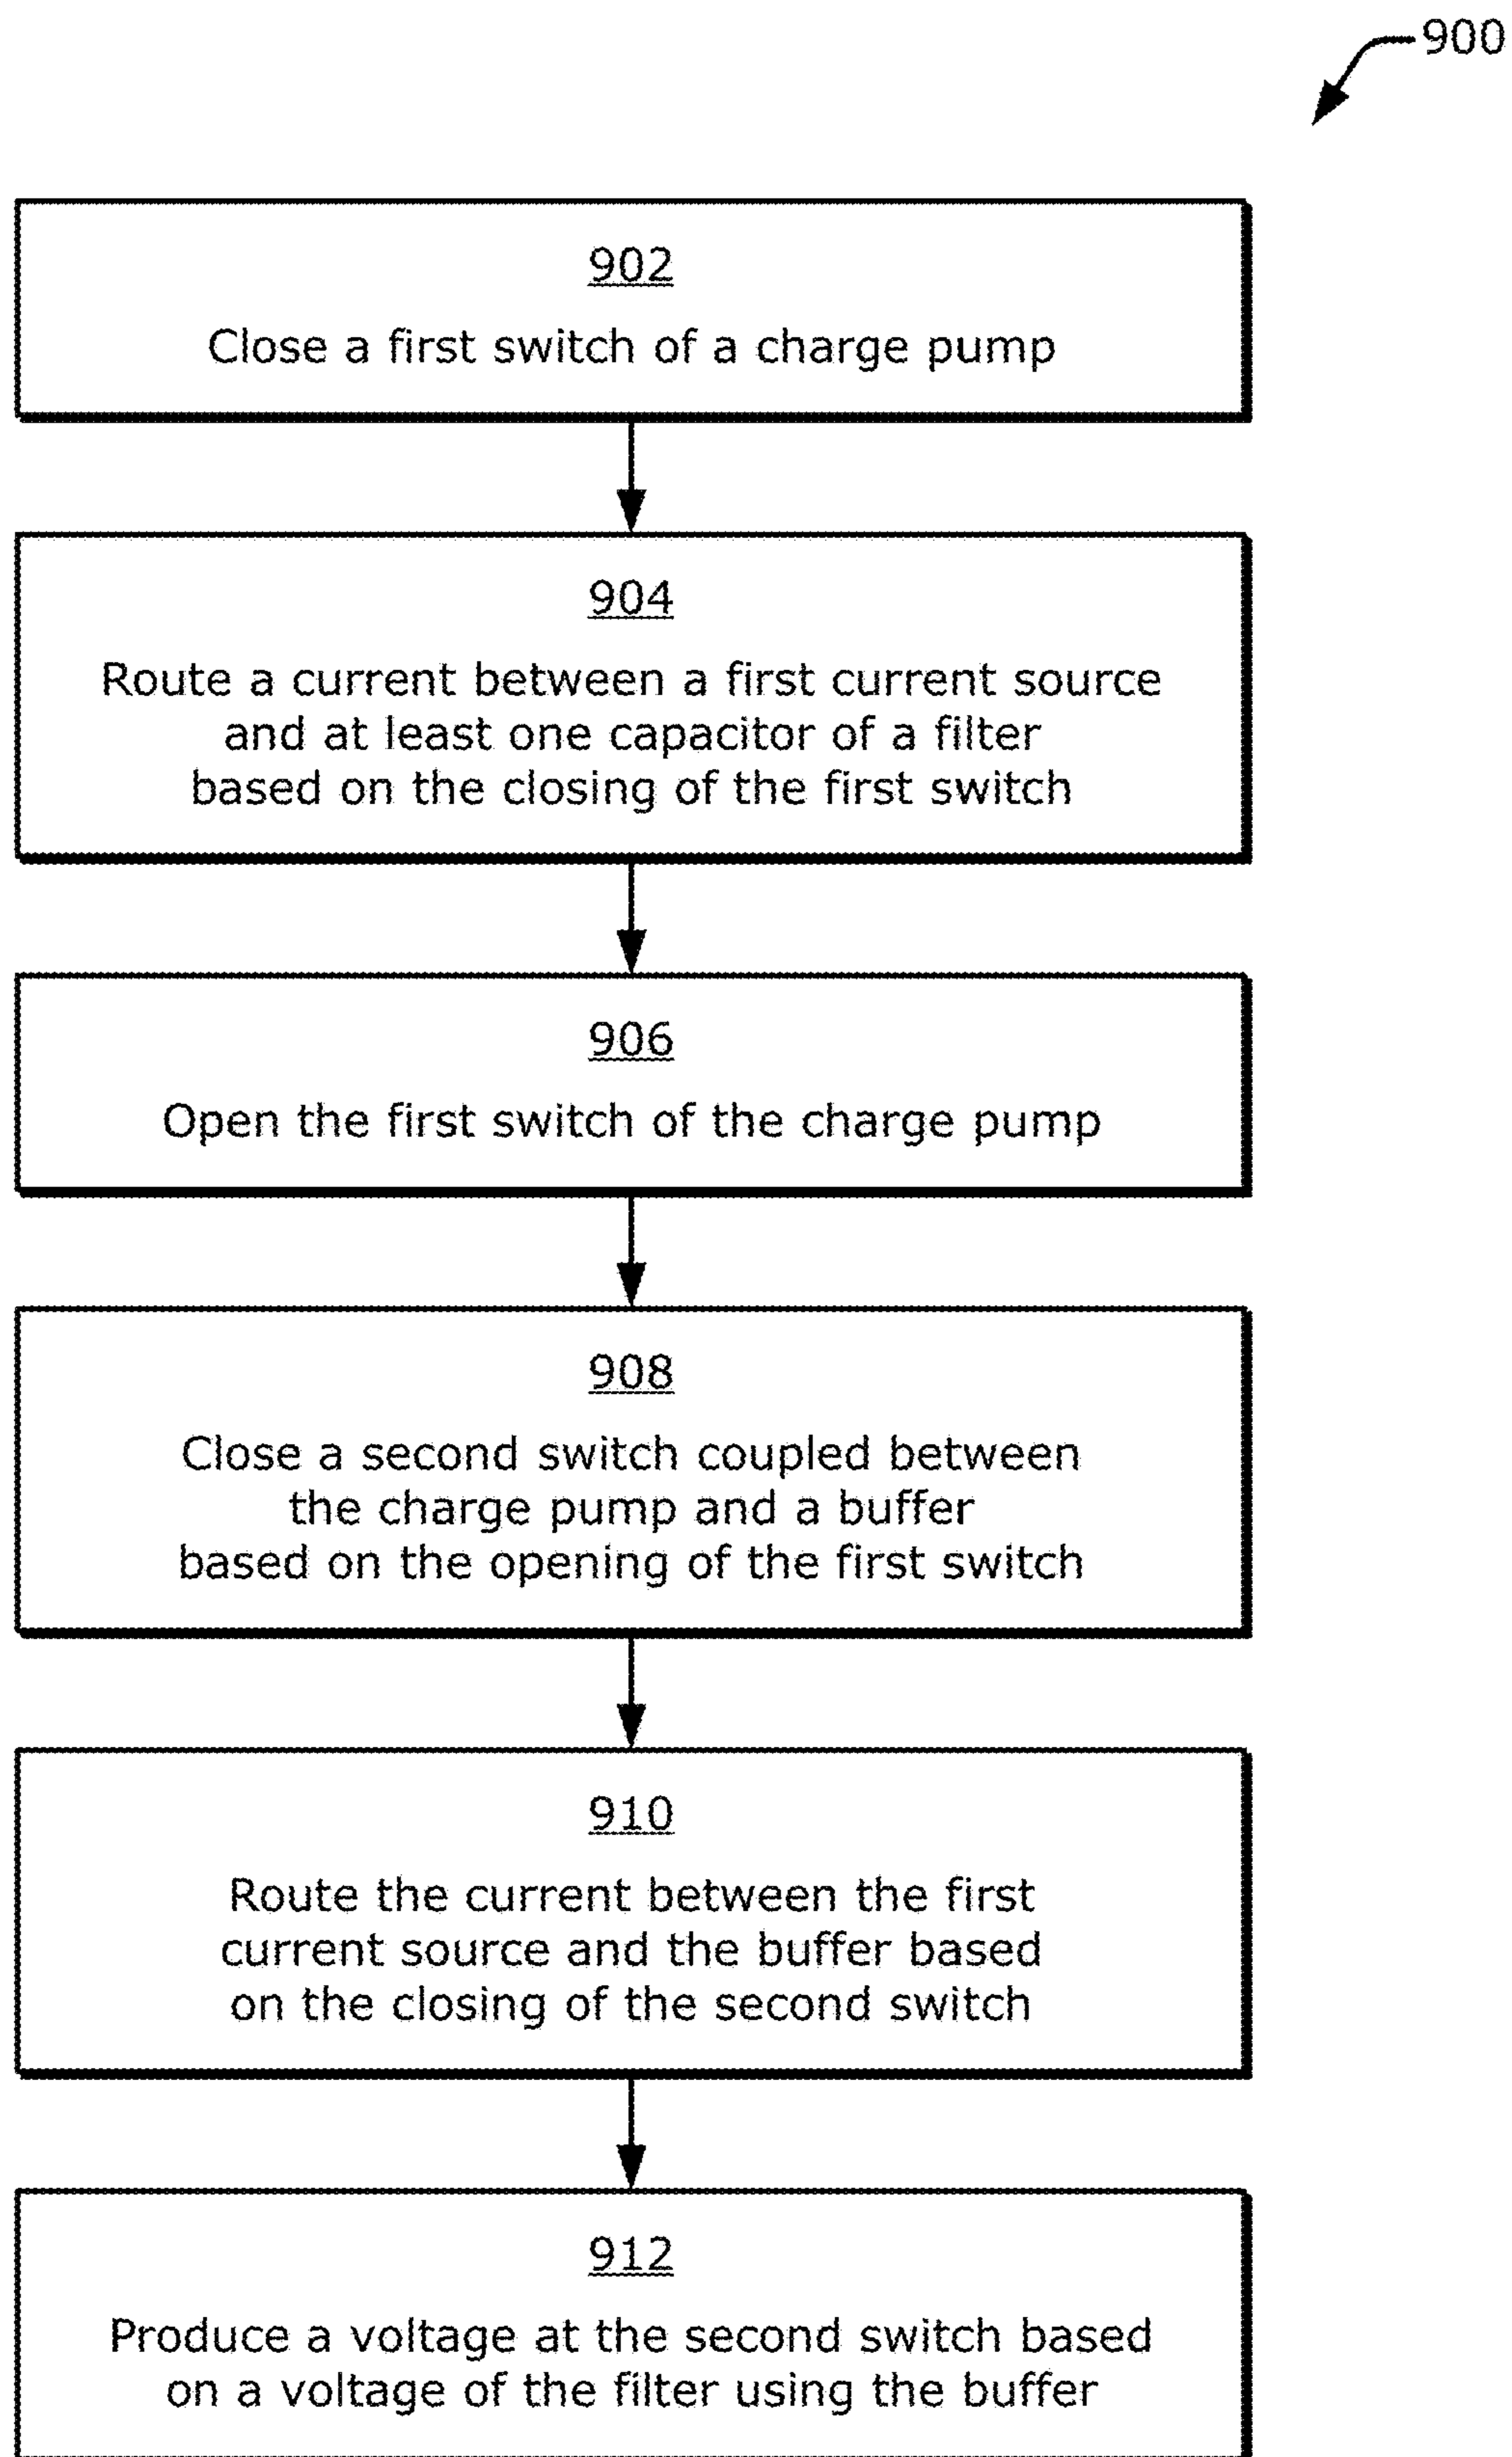 900
902
Close a first switch of a charge pump
904
Route a current between a first current source
and at least one capacitor of a filter
based on the closing of the first switch
906
Open the first switch of the charge pump
908
Close a second switch coupled between
the charge pump and a buffer
based on the opening of the first switch
910
Route the current between the first
current source and the buffer based
on the closing of the second switch
912
Produce a voltage at the second switch based
on a voltage of the filter using the buffer